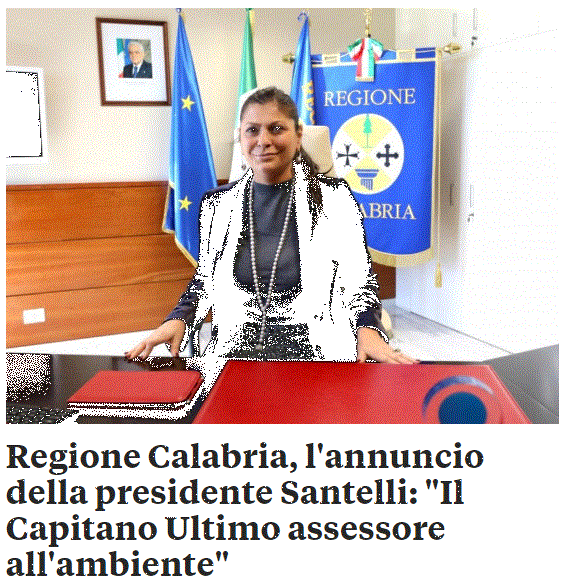 REGIONE
CALABRIA
Regione Calabria, l'annuncio
della presidente Santelli: "Il
Capitano Ultimo assessore
all'ambiente"